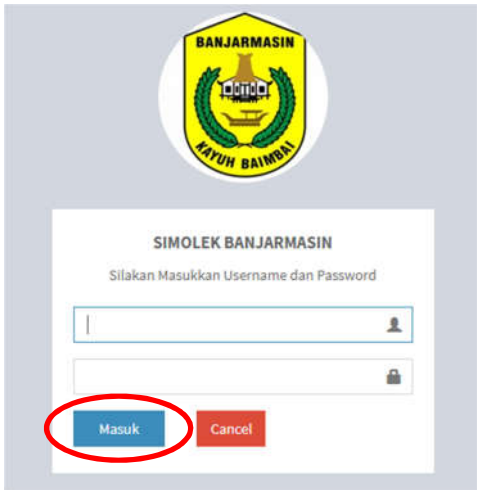 BANJARMASIN
KAYUH BAIMBAI
SIMOLEK BANJARMASIN
Silakan Masukkan Username dan Password
Masuk
Cancel